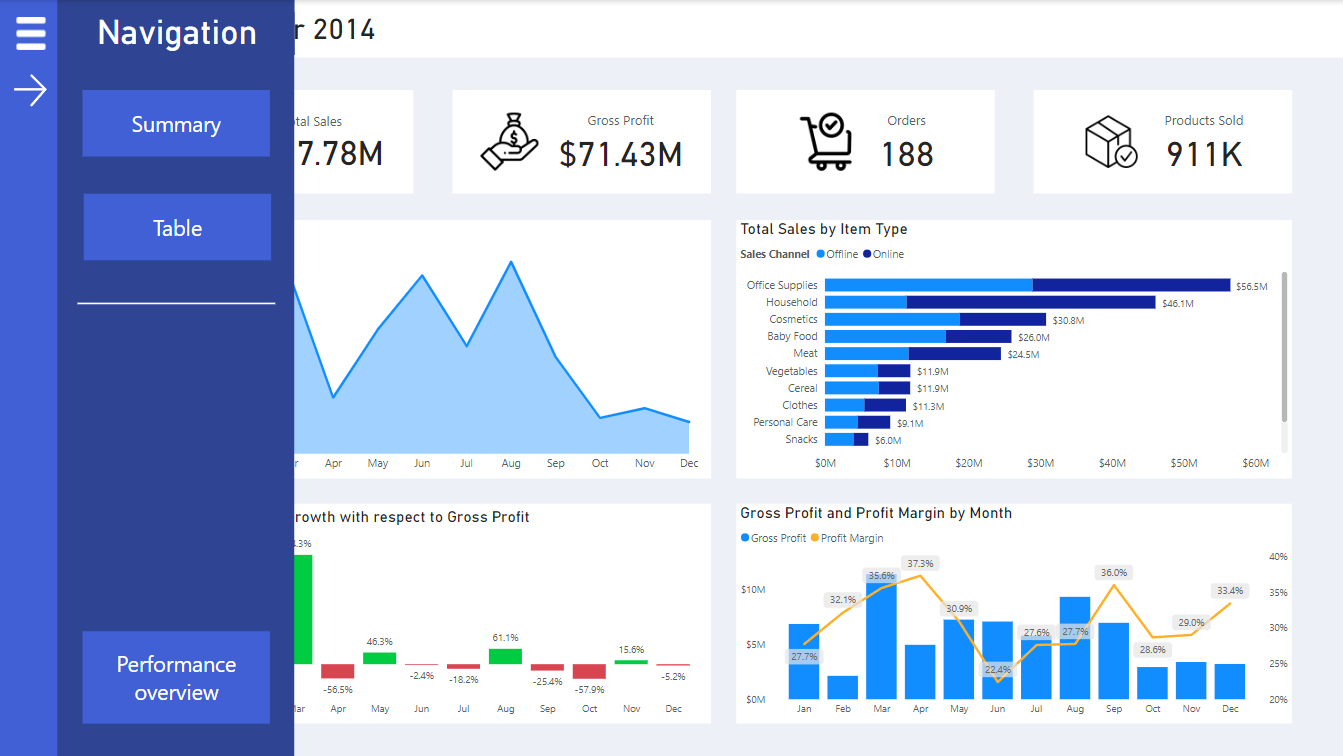 Navigation
r 2014
Summary
Table
Performance
overview
tal Sales
7.78M
Gross Profit
$71.43M
Orders
188
Products Sold
911K
Apr May Jun Jul Aug Sep Oct Nov Dec
Total Sales by Item Type
Sales Channel Offline Online
Office Supplies $56.5M
Household $46.1M
Cosmetics $30.8M
Baby Food $26.0M
Meat $24.5M
Vegetables $11.9M
Cereal $11.9M
Clothes $11.3M
Personal Care $9.1M
Snacks $6.0M
$0M $10M $20M $30M $40M $50M $60M
rowth with respect to Gross Profit
.3%
-56.5%
46.3%
-2.4%
-18.2%
61.1%
-25.4%
-57.9%
15.6%
-5.2%
ar Apr May Jun Jul Aug Sep Oct Nov Dec
Gross Profit and Profit Margin by Month
Gross Profit Profit Margin
$10M
$5M
$0M
27.7%
32.1%
35.6%
37.3%
30.9%
22.4%
27.6%
27.7%
36.0%
28.6%
29.0%
33.4%
40%
35%
30%
25%
20%
Jan Feb Mar Apr May Jun Jul Aug Sep Oct Nov Dec